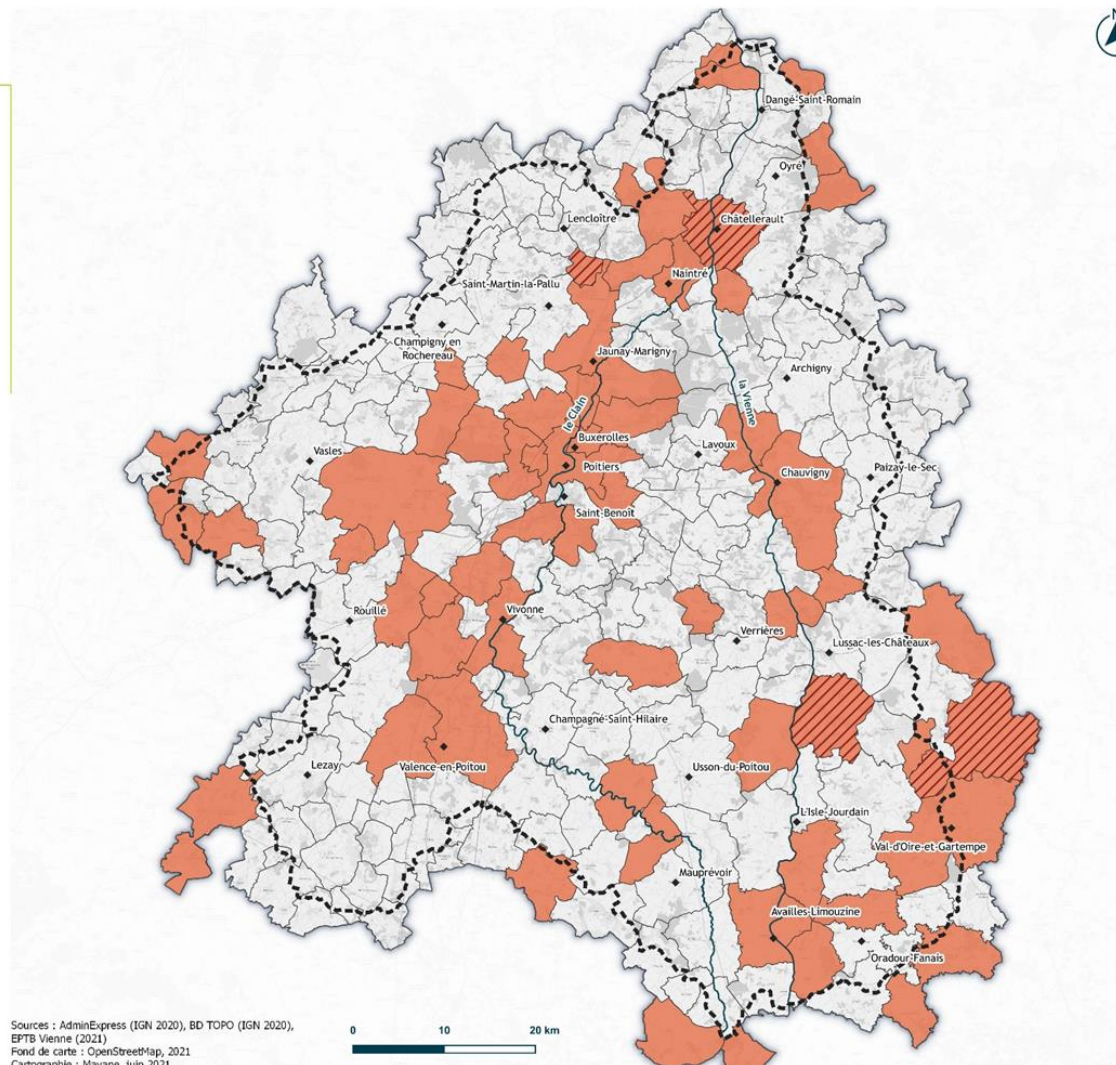 N
Dangé-Saint-Romain
Oyré
Châtellerault
Lencloître
Naintré
Saint-Martin-la-Pallu
Champigny en
Rochereau
Jaunay-Marigny
Archigny
le Clain
la Vienne
Buxerolles
Lavoux
Vasles
Poitiers
Chauvigny
Paizay-le-Sec
Saint-Benoît
Rouillé
Vivonne
Verrières
Lussac-les-Châteaux
Champagné-Saint-Hilaire
Lezay
Valence-en-Poitou
Usson-du-Poitou
L'Isle-Jourdain
Val-d'Oire-et-Gartempe
Mauprévoir
Availles-Limouzine
Oradour-Fanais
Sources : AdminExpress (IGN 2020), BD TOPO (IGN 2020),
EPTB Vienne (2021)
Fond de carte : OpenStreetMap, 2021
Cartographie : Mayane, juin 2021
0 10 20 km